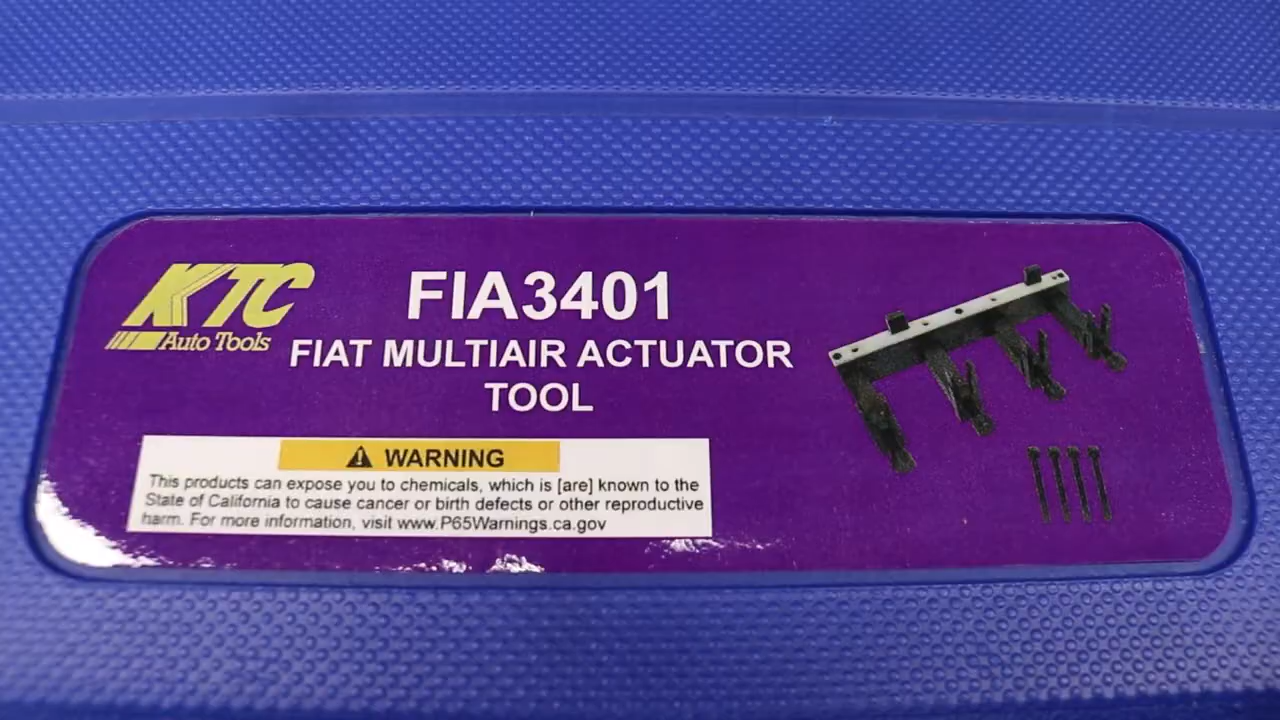 KTC
Auto Tools
FIA3401
FIAT MULTIAIR ACTUATOR
TOOL
WARNING
This products can expose you to chemicals, which is [are] known to the
State of California to cause cancer or birth defects or other reproductive
harm. For more information, visit www.P65Warnings.ca.gov